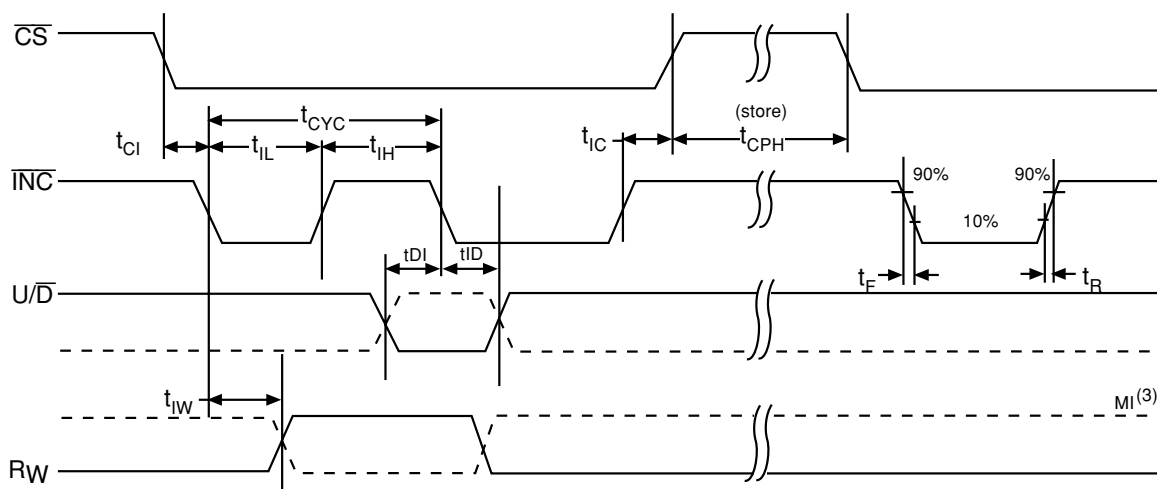 CS
(store)
tCYC
tCI tIL tIH tIC tCPH
INC
90% 90%
10%
tDI tID
tF tR
U/D
tIW
MI(3)
RW